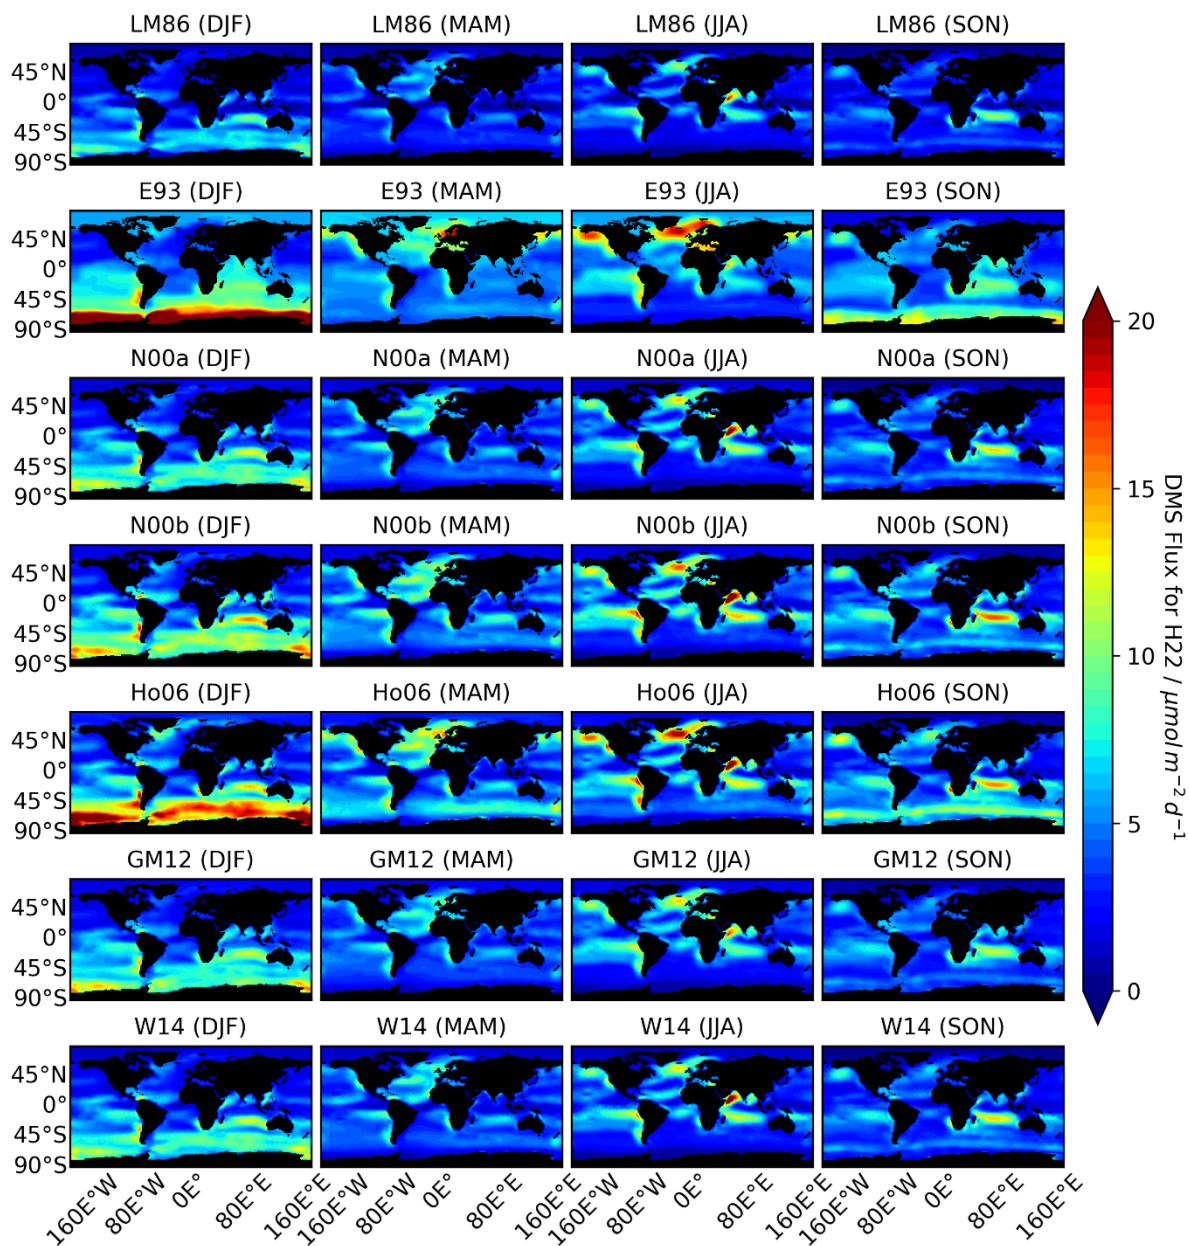 LM86 (DJF) LM86 (MAM) LM86 (JJA) LM86 (SON)
45°N
0°
45°S
90°S
E93 (DJF) E93 (MAM) E93 (JJA) E93 (SON)
45°N
0°
45°S
90°S
N00a (DJF) N00a (MAM) N00a (JJA) N00a (SON)
45°N
0°
45°S
90°S
N00b (DJF) N00b (MAM) N00b (JJA) N00b (SON)
45°N
0°
45°S
90°S
Ho06 (DJF) Ho06 (MAM) Ho06 (JJA) Ho06 (SON)
45°N
0°
45°S
90°S
GM12 (DJF) GM12 (MAM) GM12 (JJA) GM12 (SON)
45°N
0°
45°S
90°S
W14 (DJF) W14 (MAM) W14 (JJA) W14 (SON)
45°N
0°
45°S
90°S
160E°W 80E°W 0E° 80E°E 160E°E 160E°W 80E°W 0E° 80E°E 160E°E 160E°W 80E°W 0E° 80E°E 160E°E 160E°W 80E°W 0E° 80E°E 160E°E
20
15
10
5
0
DMS Flux for H22 / μmol m⁻² d⁻¹